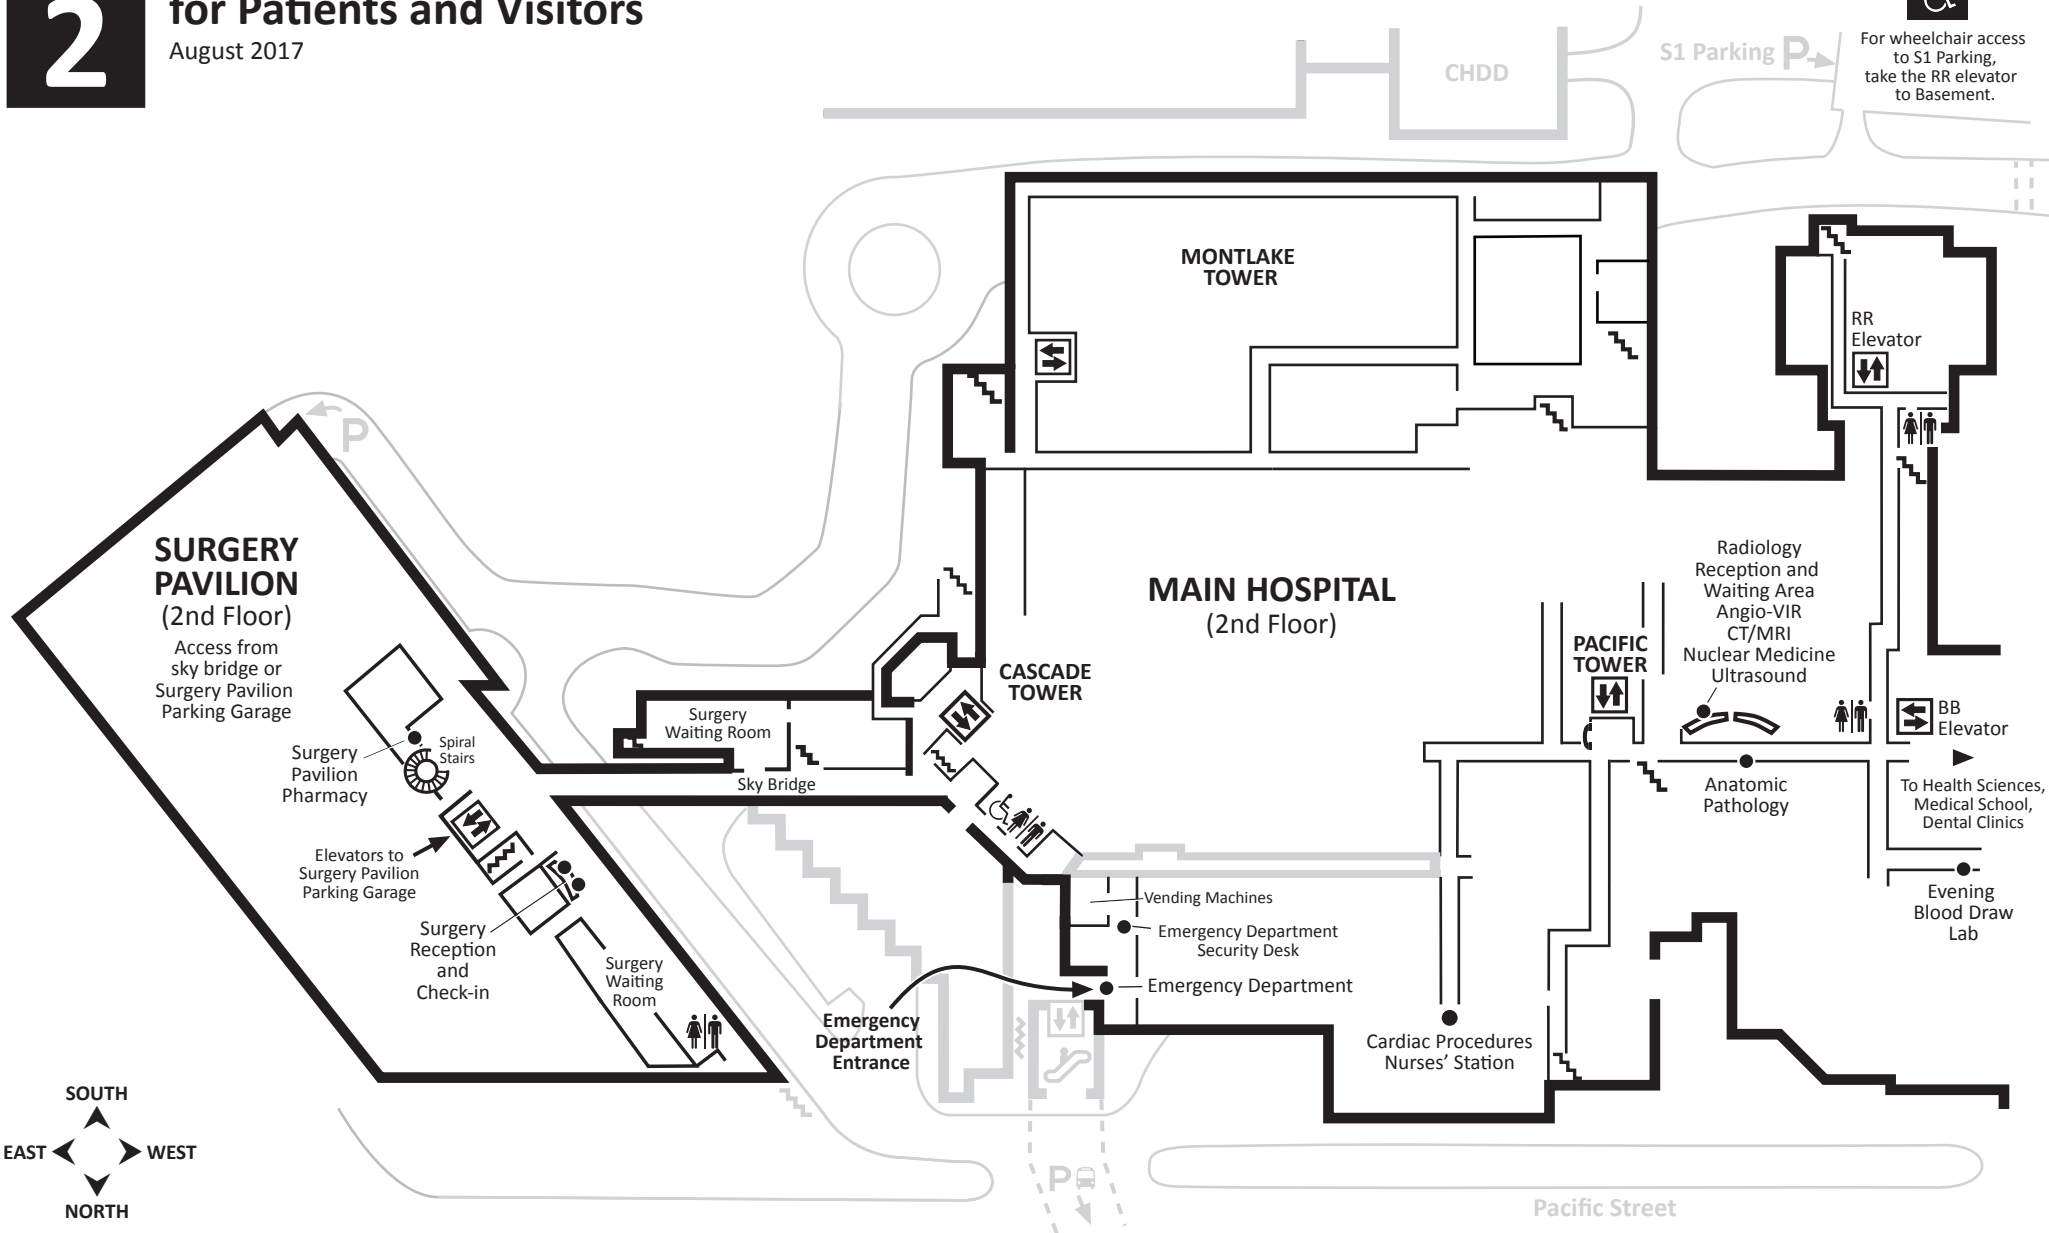 2
for Patients and Visitors
August 2017
CHDD
S1 Parking P
For wheelchair access
to S1 Parking,
take the RR elevator
to Basement.
MONTLAKE
TOWER
RR
Elevator
P
SURGERY
PAVILION
(2nd Floor)
Access from
sky bridge or
Surgery Pavilion
Parking Garage
MAIN HOSPITAL
(2nd Floor)
Radiology
Reception and
Waiting Area
Angio-VIR
CT/MRI
Nuclear Medicine
Ultrasound
PACIFIC
TOWER
CASCADE
TOWER
Surgery
Waiting Room
BB
Elevator
Surgery
Pavilion
Pharmacy
Spiral
Stairs
Sky Bridge
Anatomic
Pathology
To Health Sciences,
Medical School,
Dental Clinics
Elevators to
Surgery Pavilion
Parking Garage
Vending Machines
Evening
Blood Draw
Lab
Surgery
Reception
and
Check-in
Emergency Department
Security Desk
Surgery
Waiting
Room
Emergency Department
Emergency
Department
Entrance
Cardiac Procedures
Nurses’ Station
SOUTH
EAST
WEST
NORTH
P
Pacific Street